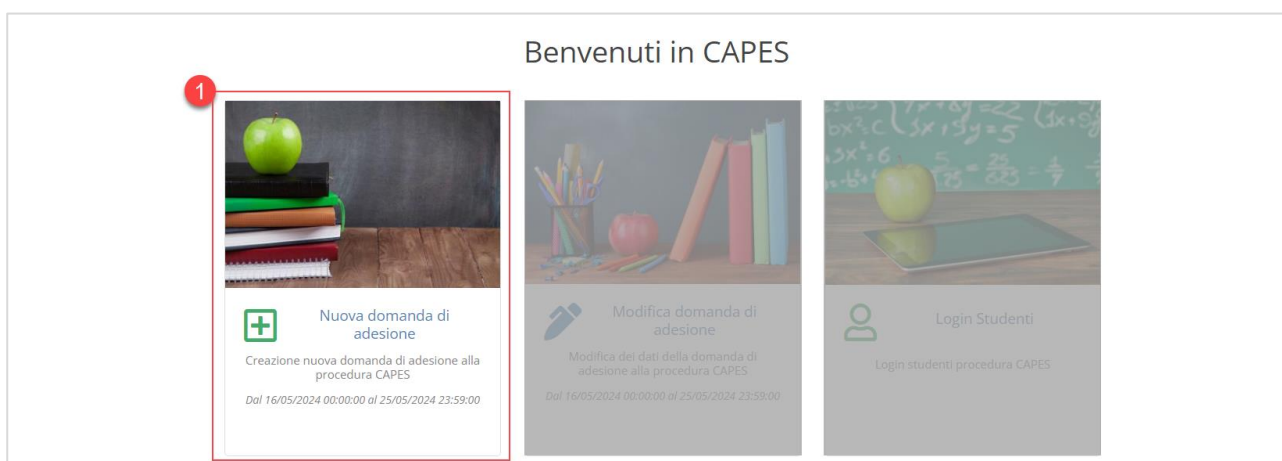 Benvenuti in CAPES
1
Nuova domanda di
adesione
Creazione nuova domanda di adesione alla
procedura CAPES
Dal 16/05/2024 00:00:00 al 25/05/2024 23:59:00
Modifica domanda di
adesione
Modifica dei dati della domanda di
adesione alla procedura CAPES
Dal 16/05/2024 00:00:00 al 25/05/2024 23:59:00
Login Studenti
Login studenti procedura CAPES